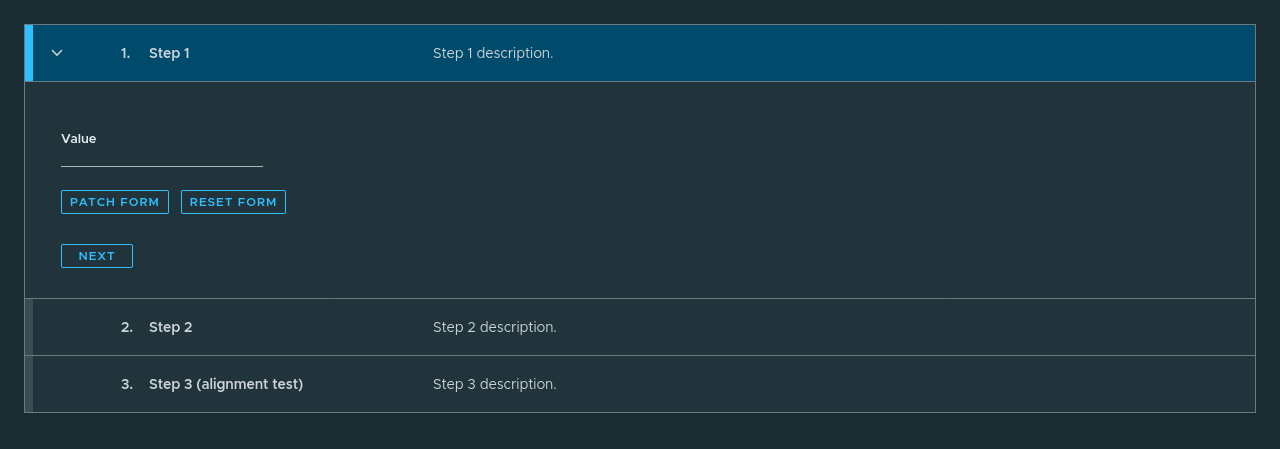 1. Step 1 Step 1 description.
Value
PATCH FORM RESET FORM
NEXT
2. Step 2 Step 2 description.
3. Step 3 (alignment test) Step 3 description.